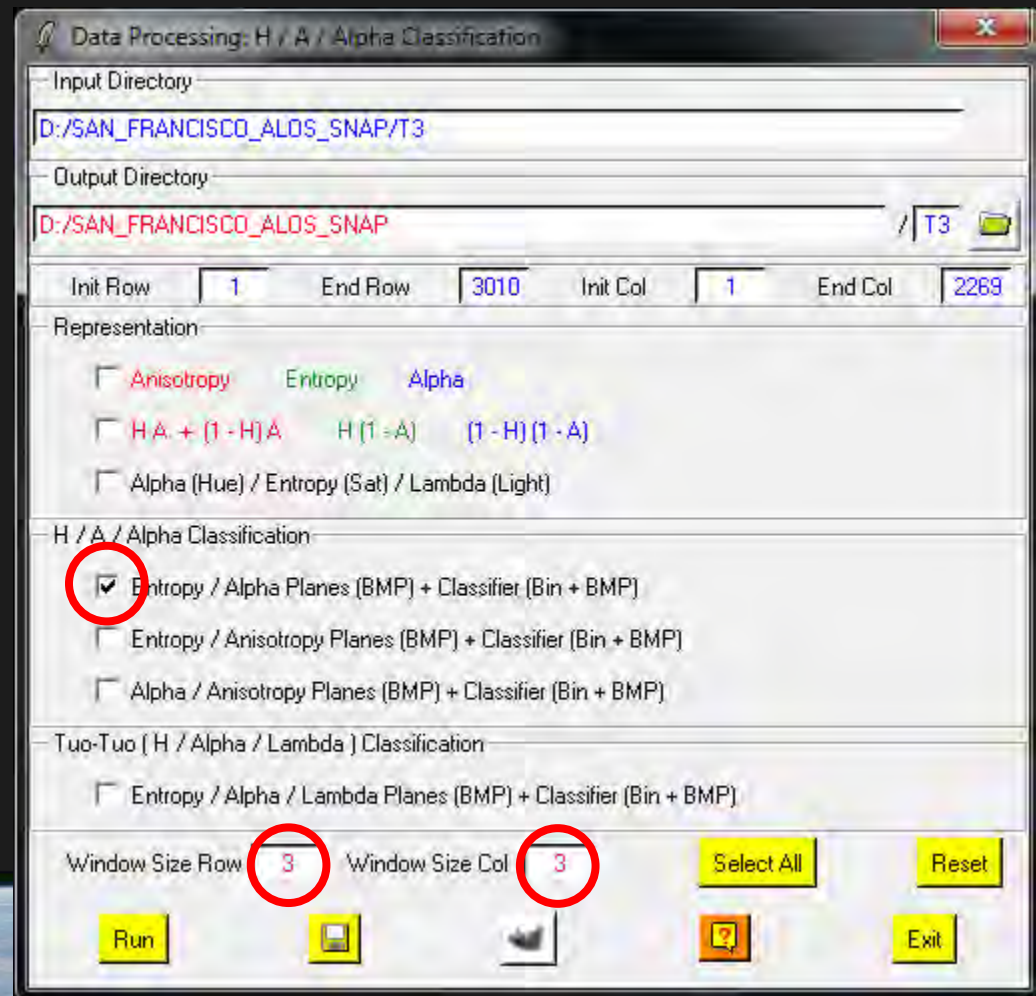 Data Processing: H / A / Alpha Classification
Input Directory
D:/SAN_FRANCISCO_ALOS_SNAP/T3
Output Directory
D:/SAN_FRANCISCO_ALOS_SNAP / T3
Init Row 1 End Row 3010 Init Col 1 End Col 2269
Representation
Anisotropy Entropy Alpha
H A + (1 - H) A H (1 - A) (1 - H) (1 - A)
Alpha (Hue) / Entropy (Sat) / Lambda (Light)
H / A / Alpha Classification
Entropy / Alpha Planes (BMP) + Classifier (Bin + BMP)
Entropy / Anisotropy Planes (BMP) + Classifier (Bin + BMP)
Alpha / Anisotropy Planes (BMP) + Classifier (Bin + BMP)
Tuo-Tuo ( H / Alpha / Lambda ) Classification
Entropy / Alpha / Lambda Planes (BMP) + Classifier (Bin + BMP)
Window Size Row 3 Window Size Col 3 Select All Reset
Run ? Exit